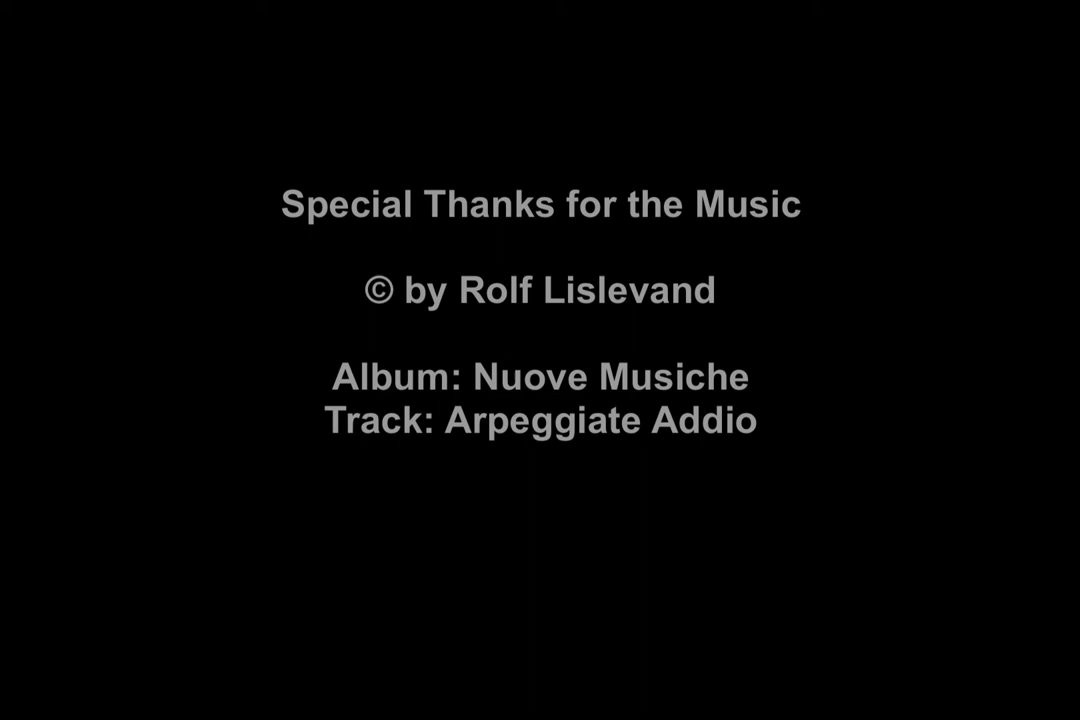 Special Thanks for the Music
© by Rolf Lislevand
Album: Nuove Musiche
Track: Arpeggiate Addio